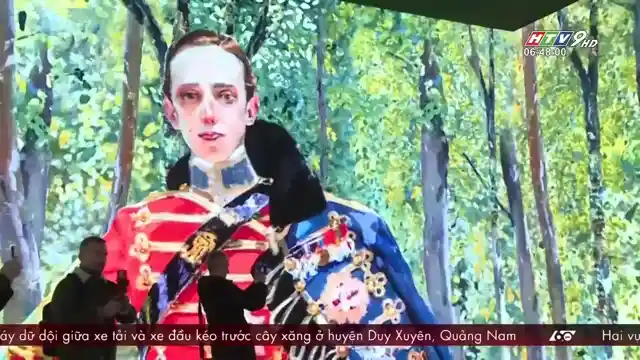 HTV9HD
06:48:00
áy dữ dội giữa xe tải và xe đầu kéo trước cây xăng ở huyện Duy Xuyên, Quảng Nam 60 Hai v